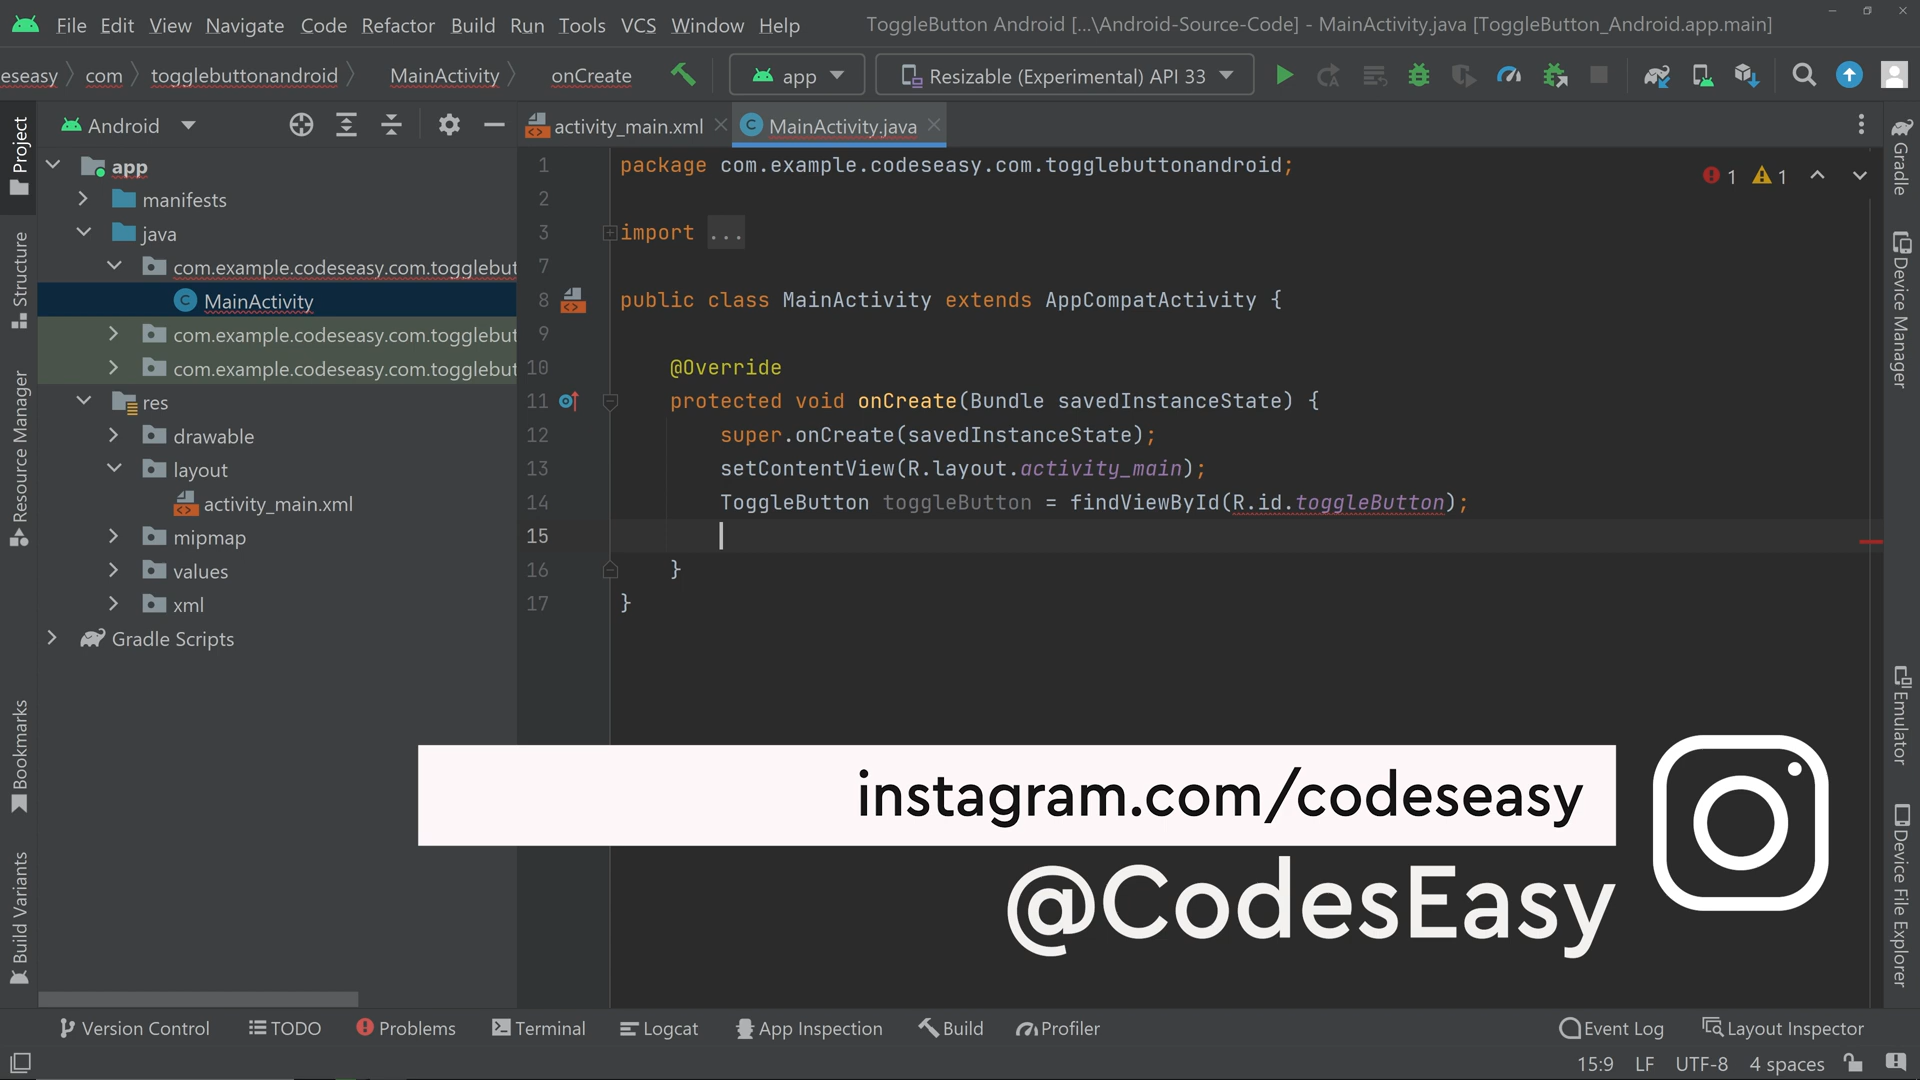 File Edit View Navigate Code Refactor Build Run Tools VCS Window Help ToggleButton Android [...\Android-Source-Code] - MainActivity.java [ToggleButton_Android.app.main]
eseasy com togglebuttonandroid MainActivity onCreate app Resizable (Experimental) API 33
Project
Structure
Resource Manager
Bookmarks
Build Variants
Android
app
manifests
java
com.example.codeseasy.com.togglebut
MainActivity
com.example.codeseasy.com.togglebut
com.example.codeseasy.com.togglebut
res
drawable
layout
activity_main.xml
mipmap
values
xml
Gradle Scripts
activity_main.xml MainActivity.java
1 package com.example.codeseasy.com.togglebuttonandroid;
1 1
2
3 import ...
7
8 public class MainActivity extends AppCompatActivity {
9
10 @Override
11 protected void onCreate(Bundle savedInstanceState) {
12 super.onCreate(savedInstanceState);
13 setContentView(R.layout.activity_main);
14 ToggleButton toggleButton = findViewById(R.id.toggleButton);
15
16 }
17 }
instagram.com/codeseasy
@CodesEasy
Gradle
Device Manager
Emulator
Device File Explorer
Version Control TODO Problems Terminal Logcat App Inspection Build Profiler Event Log Layout Inspector
15:9 LF UTF-8 4 spaces